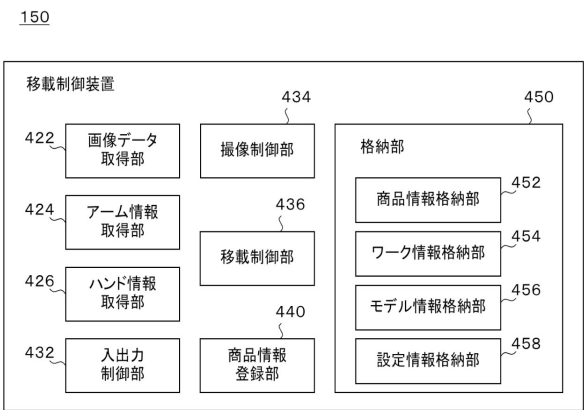 150
移載制御装置
422
画像データ
取得部
424
アーム情報
取得部
426
ハンド情報
取得部
432
入出力
制御部
434
撮像制御部
436
移載制御部
440
商品情報
登録部
450
格納部
452
商品情報格納部
454
ワーク情報格納部
456
モデル情報格納部
458
設定情報格納部